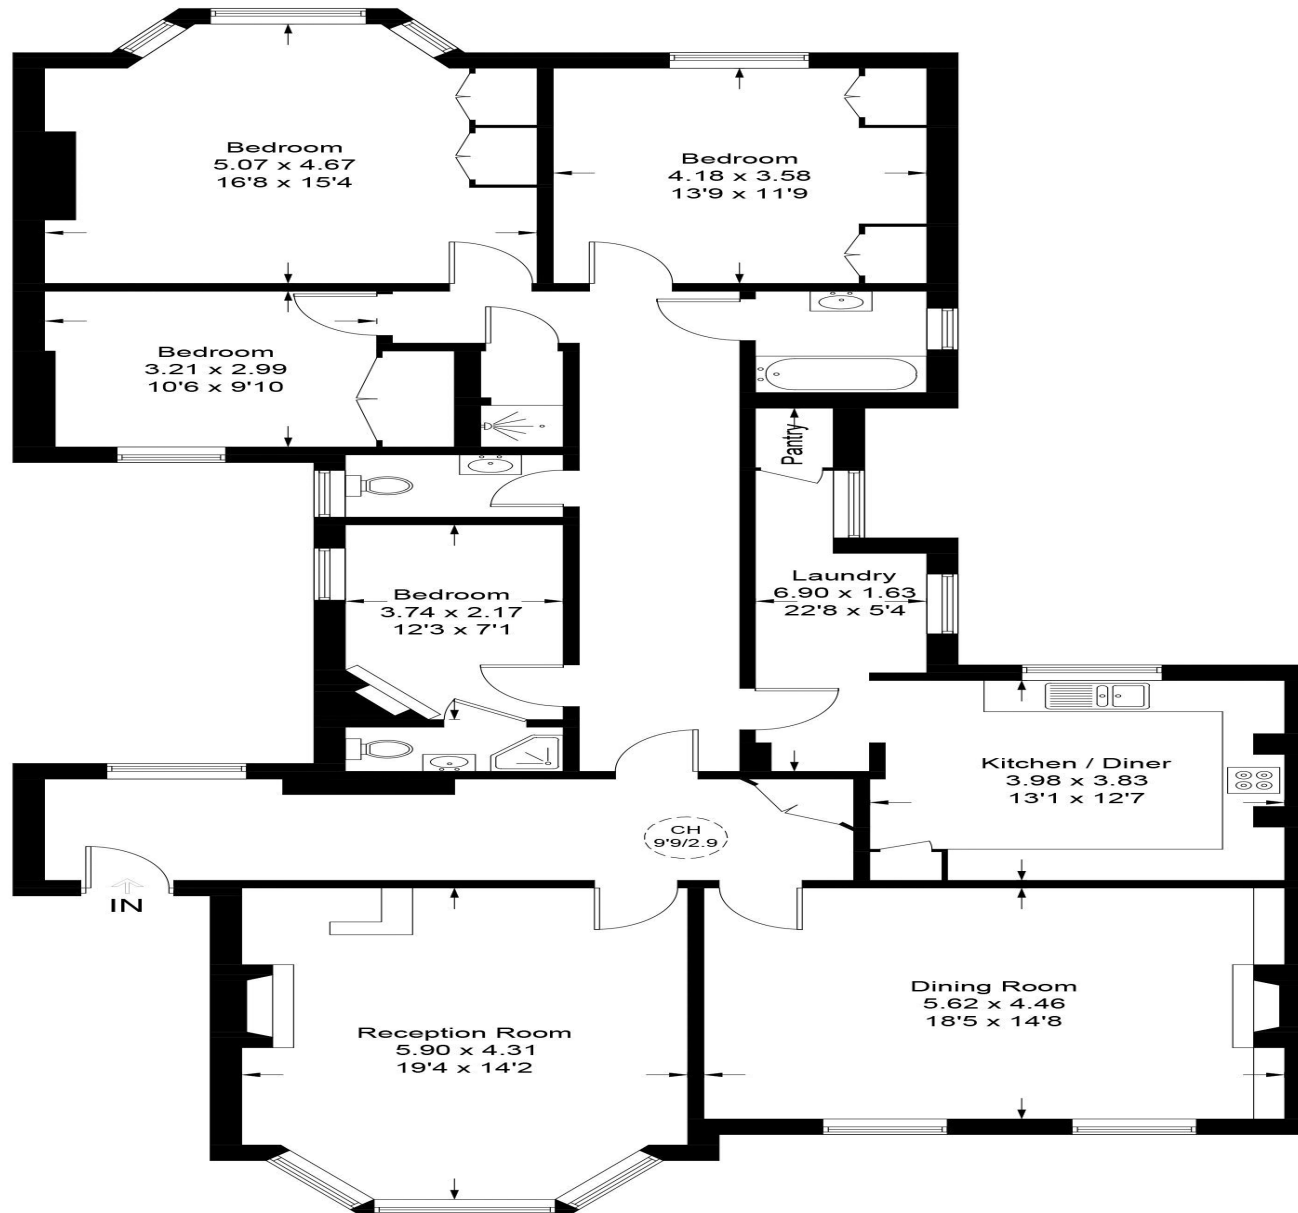 Bedroom
5.07 x 4.67
16'8 x 15'4
Bedroom
4.18 x 3.58
13'9 x 11'9
Bedroom
3.21 x 2.99
10'6 x 9'10
Pantry
Laundry
6.90 x 1.63
22'8 x 5'4
Bedroom
3.74 x 2.17
12'3 x 7'1
Kitchen / Diner
3.98 x 3.83
13'1 x 12'7
CH
9'9/2.9
IN
Reception Room
5.90 x 4.31
19'4 x 14'2
Dining Room
5.62 x 4.46
18'5 x 14'8